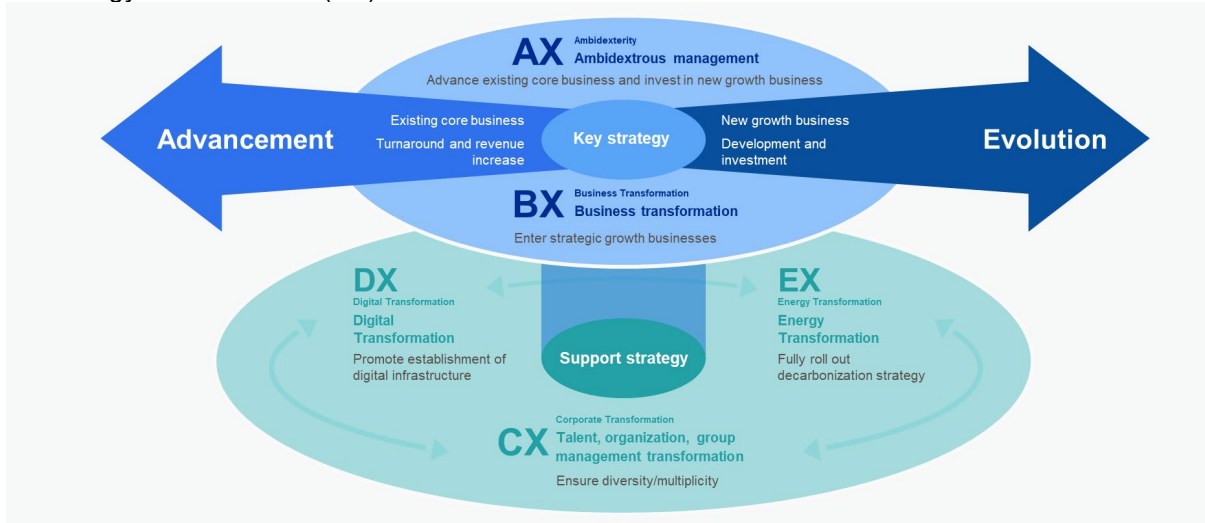 AX
Ambidexterity
Ambidextrous management
Advance existing core business and invest in new growth business
Advancement
Existing core business
Turnaround and revenue
increase
Key strategy
New growth business
Development and
investment
Evolution
BX
Business Transformation
Business transformation
Enter strategic growth businesses
DX
Digital Transformation
Digital
Transformation
Promote establishment of
digital infrastructure
EX
Energy Transformation
Energy
Transformation
Fully roll out
decarbonization strategy
Support strategy
CX
Corporate Transformation
Talent, organization, group
management transformation
Ensure diversity/multiplicity